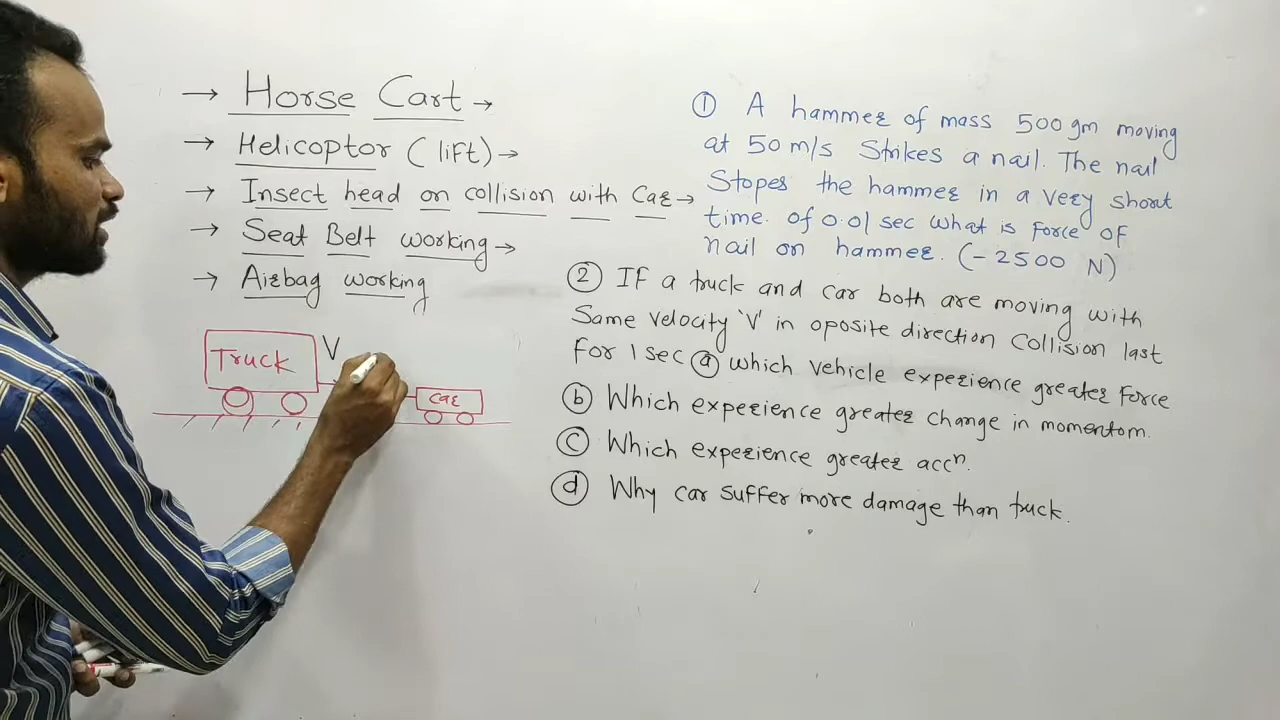 → Horse Cart →
→ Helicoptor (lift) →
→ Insect head on collision with Car →
→ Seat Belt working →
→ Airbag working
Truck
V
car
① A hammer of mass 500 gm moving
at 50 m/s Strikes a nail. The nail
Stopes the hammer in a very short
time. of 0.01 sec what is Force of
nail on hammer. (-2500 N)
② IF a truck and car both are moving with
Same velocity 'V' in oposite direction Collision last
For 1 sec ⓐ which vehicle experience greater Force
ⓑ Which experience greater change in momentom.
ⓒ Which experience greater accⁿ.
ⓓ Why car suffer more damage than truck.